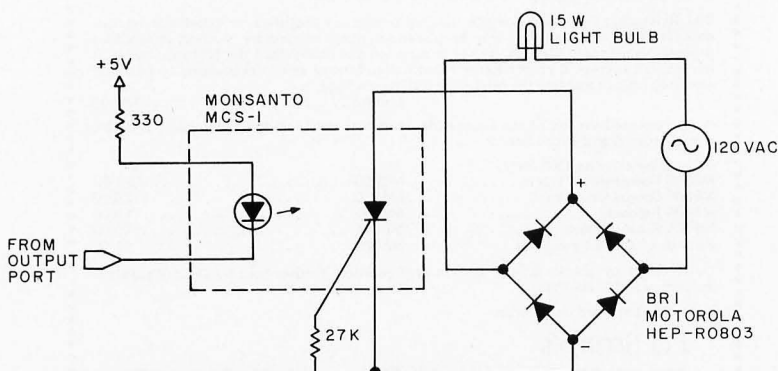 15 W
LIGHT BULB
+5V
330
MONSANTO
MCS-1
120 VAC
+
FROM
OUTPUT
PORT
27K
−
BR1
MOTOROLA
HEP-R0803